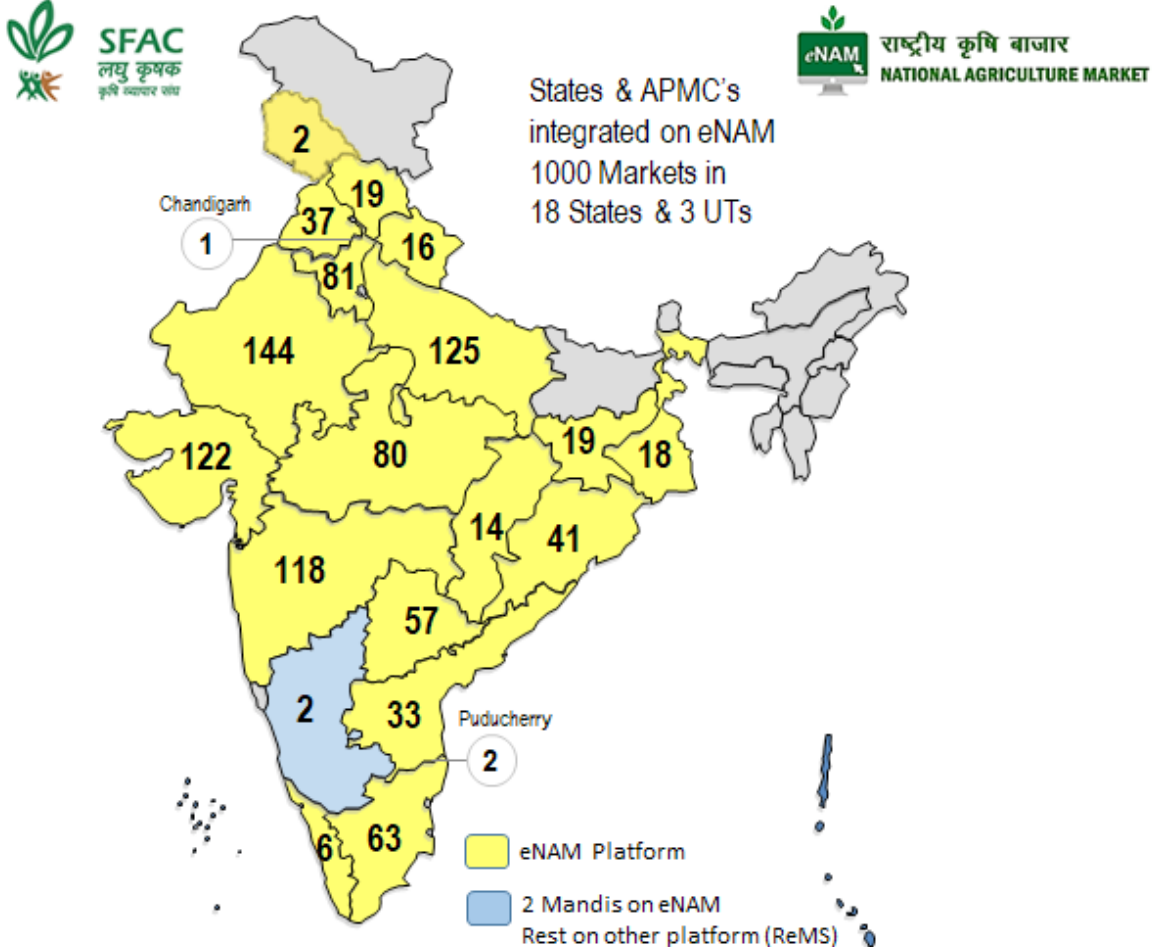 SFAC
लघु कृषक
कृषि व्यापार संघ
eNAM
राष्ट्रीय कृषि बाजार
NATIONAL AGRICULTURE MARKET
States & APMC's
integrated on eNAM
1000 Markets in
18 States & 3 UTs
2
19
Chandigarh
1
37
16
81
144
125
122
80
19
18
14
41
118
57
2
33
Puducherry
2
6
63
eNAM Platform
2 Mandis on eNAM
Rest on other platform (ReMS)